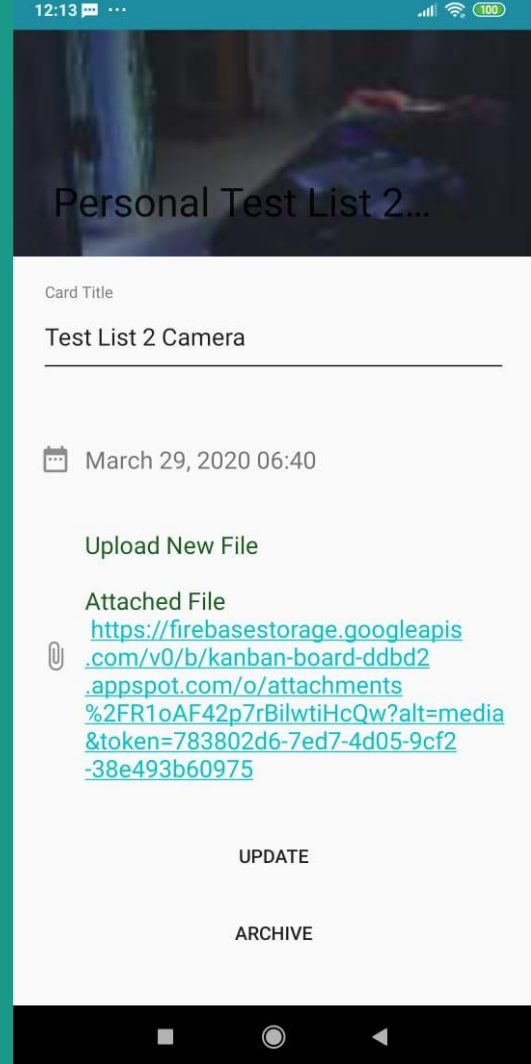 12:13
100
Personal Test List 2...
Card Title
Test List 2 Camera
March 29, 2020 06:40
Upload New File
Attached File
https://firebasestorage.googleapis
.com/v0/b/kanban-board-ddbd2
.appspot.com/o/attachments
%2FR1oAF42p7rBilwtiHcQw?alt=media
&token=783802d6-7ed7-4d05-9cf2
-38e493b60975
UPDATE
ARCHIVE